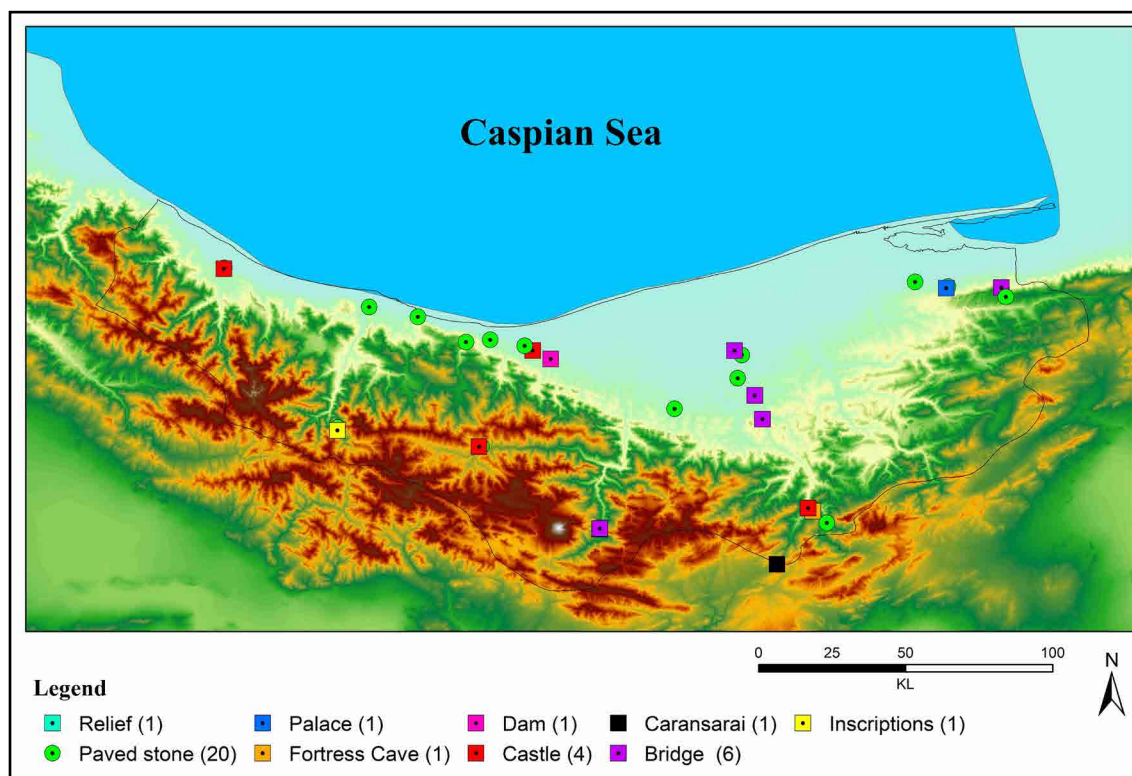 Caspian Sea
0 25 50 100
KL
N
Legend
Relief (1) Palace (1) Dam (1) Caransarai (1) Inscriptions (1)
Paved stone (20) Fortress Cave (1) Castle (4) Bridge (6)